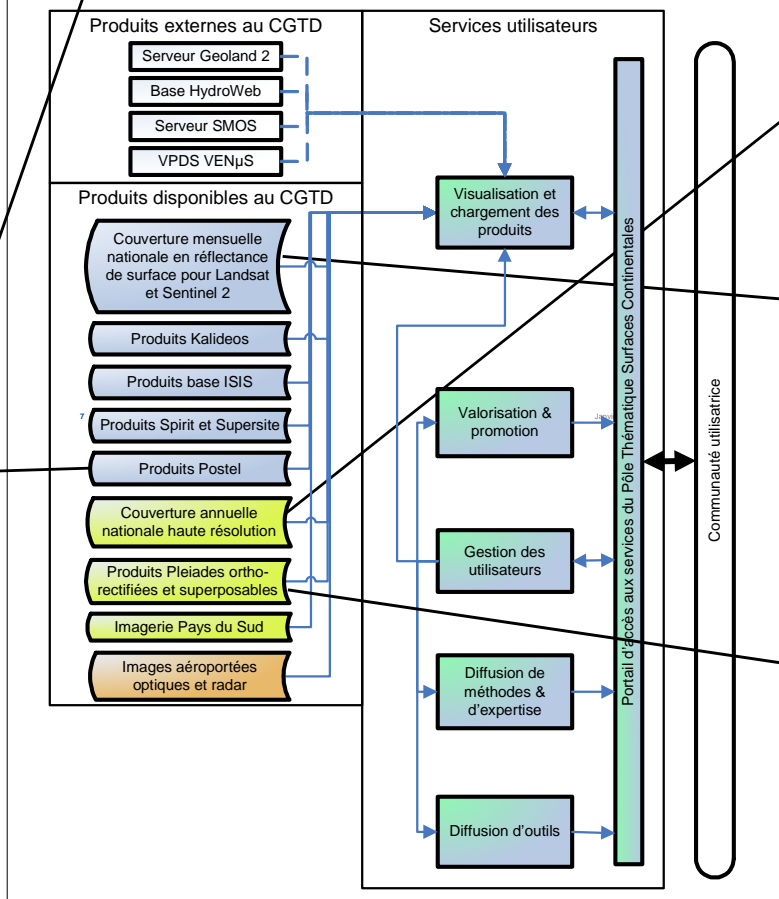 Produits externes au CGTD
Serveur Geoland 2
Base HydroWeb
Serveur SMOS
VPDS VENµS
Produits disponibles au CGTD
Couverture mensuelle
nationale en réflectance
de surface pour Landsat
et Sentinel 2
Produits Kalideos
Produits base ISIS
7
Produits Spirit et Supersite
Produits Postel
Couverture annuelle
nationale haute résolution
Produits Pleiades ortho-
rectifiées et superposables
Imagerie Pays du Sud
Images aéroportées
optiques et radar
Services utilisateurs
Visualisation et
chargement des
produits
Valorisation &
promotion
Gestion des
utilisateurs
Diffusion de
méthodes &
d'expertise
Diffusion d'outils
Portail d'accès aux services du Pôle Thématique Surfaces Continentales
Communauté utilisatrice